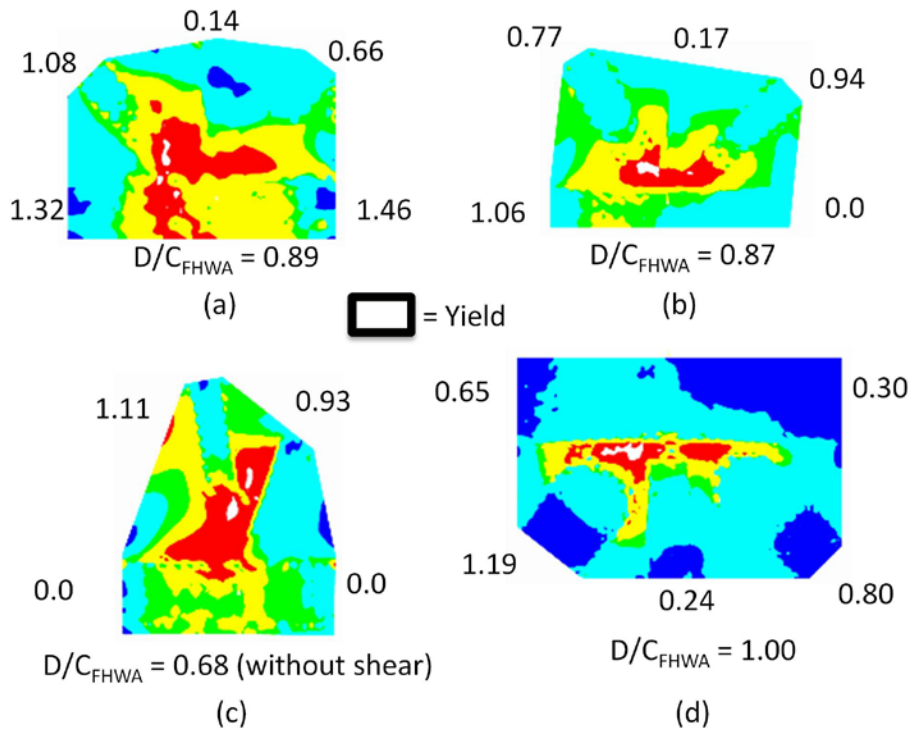 0.14
1.08
0.66
1.32
1.46
D/CFHWA = 0.89
(a)
0.77
0.17
0.94
1.06
0.0
D/CFHWA = 0.87
(b)
= Yield
1.11
0.93
0.0
0.0
D/CFHWA = 0.68 (without shear)
(c)
0.65
0.30
1.19
0.24
0.80
D/CFHWA = 1.00
(d)